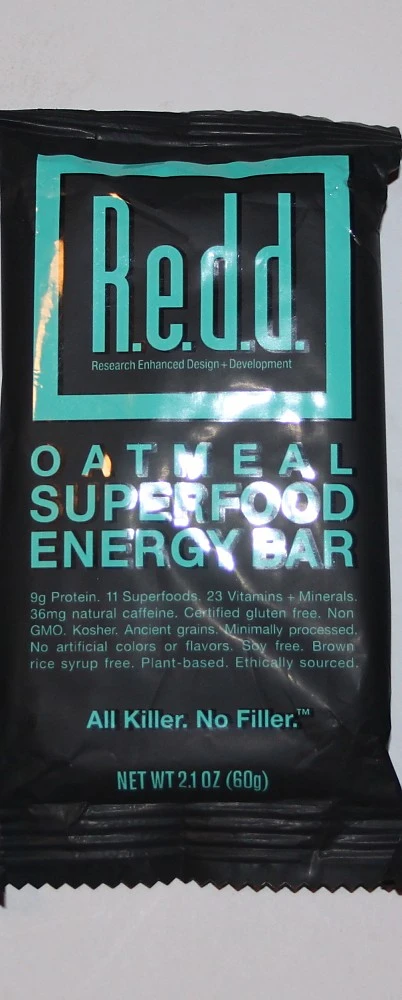 R.e.d.d.
Research Enhanced Design + Development
OATMEAL
SUPERFOOD
ENERGY BAR
9g Protein. 11 Superfoods. 23 Vitamins + Minerals.
36mg natural caffeine. Certified gluten free. Non
GMO. Kosher. Ancient grains. Minimally processed.
No artificial colors or flavors. Soy free. Brown
rice syrup free. Plant-based. Ethically sourced.
All Killer. No Filler.™
NET WT 2.1 OZ (60g)